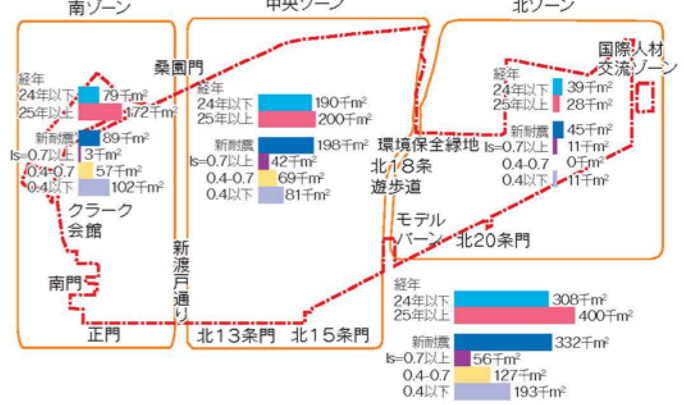 南ゾーン
中央ゾーン
北ゾーン
国際人材
交流ゾーン
桑園門
経年
24年以下 79千m²
25年以上 172千m²
新耐震 89千m²
Is=0.7以上 3千m²
0.4-0.7 57千m²
0.4以下 102千m²
クラーク
会館
南門
正門
新渡戸通り
経年
24年以下 190千m²
25年以上 200千m²
新耐震 198千m²
Is=0.7以上 42千m²
0.4-0.7 69千m²
0.4以下 81千m²
北13条門
北15条門
環境保全緑地
北18条
遊歩道
モデル
バーン
北20条門
経年
24年以下 39千m²
25年以上 28千m²
新耐震 45千m²
Is=0.7以上 11千m²
0.4-0.7 0千m²
0.4以下 11千m²
経年
24年以下 308千m²
25年以上 400千m²
新耐震 332千m²
Is=0.7以上 56千m²
0.4-0.7 127千m²
0.4以下 193千m²